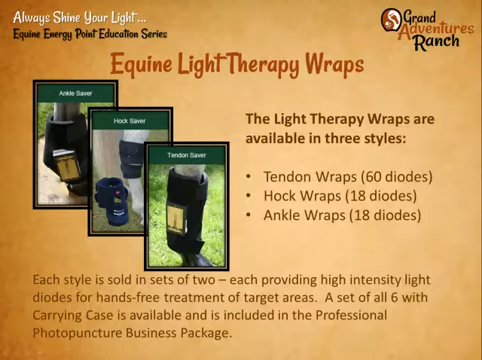 Always Shine Your Light...
Equine Energy Point Education Series
Grand
Adventures
Ranch
Equine Light Therapy Wraps
Ankle Saver
Hock Saver
Tendon Saver
The Light Therapy Wraps are
available in three styles:
• Tendon Wraps (60 diodes)
• Hock Wraps (18 diodes)
• Ankle Wraps (18 diodes)
Each style is sold in sets of two – each providing high intensity light
diodes for hands-free treatment of target areas. A set of all 6 with
Carrying Case is available and is included in the Professional
Photopuncture Business Package.